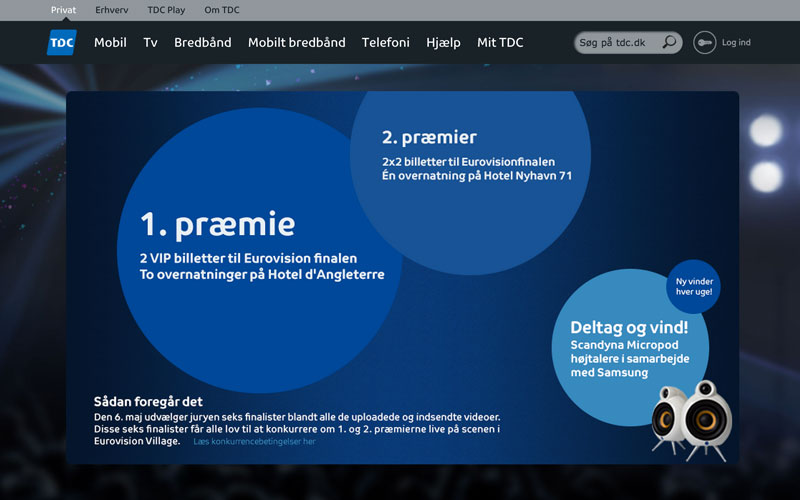 Privat Erhverv TDC Play Om TDC
TDC Mobil Tv Bredbånd Mobilt bredbånd Telefoni Hjælp Mit TDC Søg på tdc.dk Log ind
2. præmier
2x2 billetter til Eurovisionfinalen
Én overnatning på Hotel Nyhavn 71
1. præmie
2 VIP billetter til Eurovision finalen
To overnatninger på Hotel d'Angleterre
Ny vinder
hver uge!
Deltag og vind!
Scandyna Micropod
højtalere i samarbejde
med Samsung
Sådan foregår det
Den 6. maj udvælger juryen seks finalister blandt alle de uploadede og indsendte videoer.
Disse seks finalister får alle lov til at konkurrere om 1. og 2. præmierne live på scenen i
Eurovision Village. Læs konkurrencebetingelser her